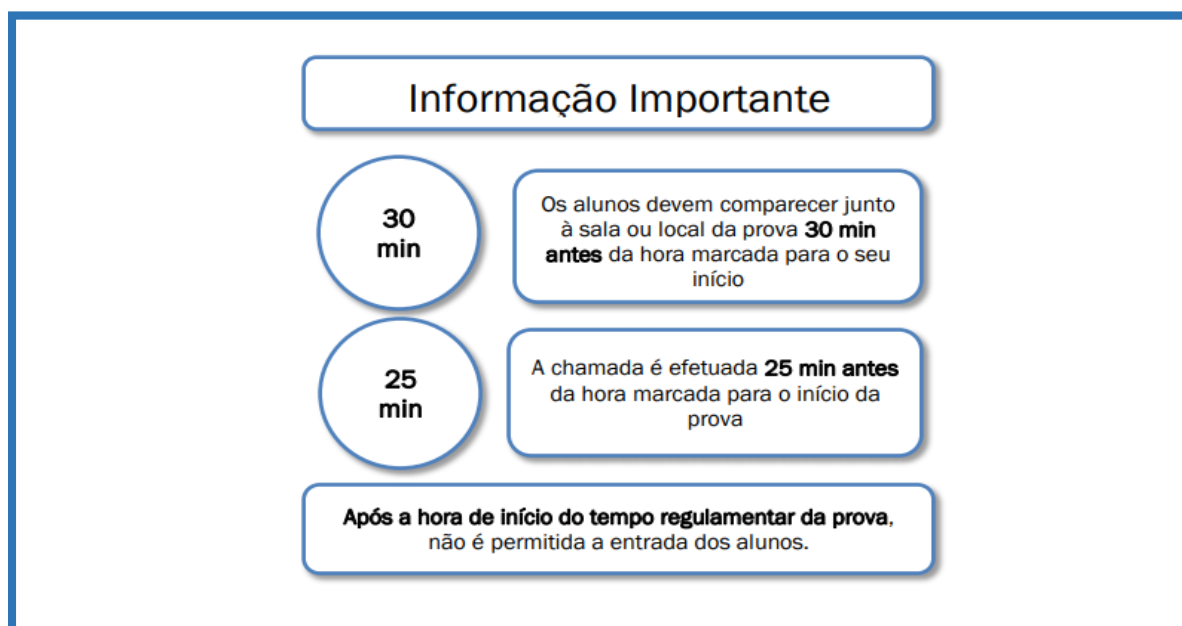 Informação Importante
30
min
Os alunos devem comparecer junto
à sala ou local da prova 30 min
antes da hora marcada para o seu
início
25
min
A chamada é efetuada 25 min antes
da hora marcada para o início da
prova
Após a hora de início do tempo regulamentar da prova,
não é permitida a entrada dos alunos.